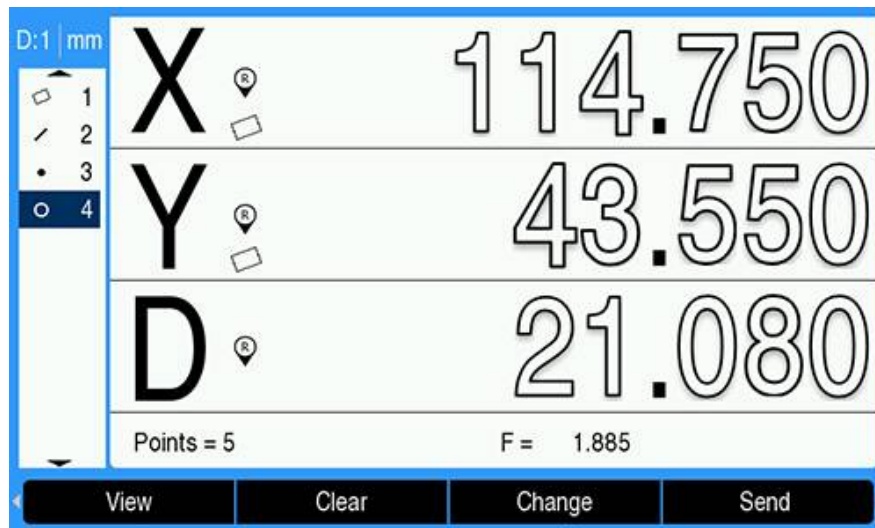 D:1 mm
1
2
3
4
X R 114.750
Y R 43.550
D R 21.080
Points = 5 F = 1.885
View Clear Change Send